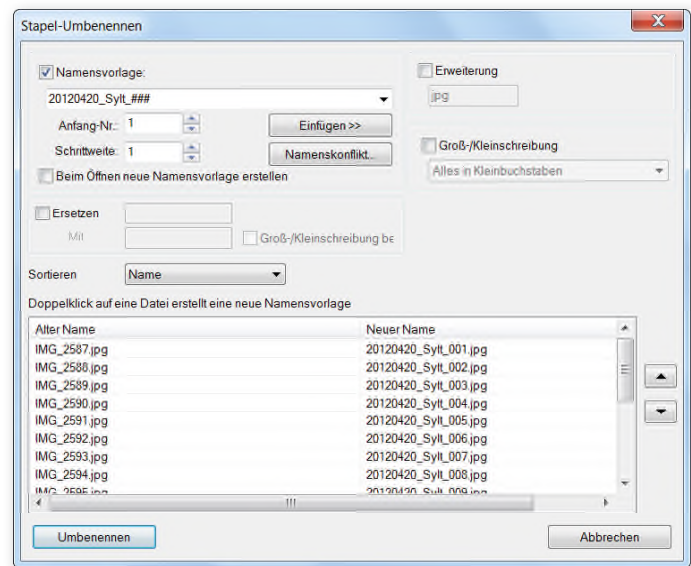 Stapel-Umbenennen
Namensvorlage:
20120420_Sylt_###
Anfang-Nr.: 1
Einfügen >>
Schrittweite: 1
Namenskonflikt..
Beim Öffnen neue Namensvorlage erstellen
Erweiterung
jpg
Groß-/Kleinschreibung
Alles in Kleinbuchstaben
Ersetzen
Mit
Groß-/Kleinschreibung be
Sortieren Name
Doppelklick auf eine Datei erstellt eine neue Namensvorlage
Alter Name Neuer Name
IMG_2587.jpg 20120420_Sylt_001.jpg
IMG_2588.jpg 20120420_Sylt_002.jpg
IMG_2589.jpg 20120420_Sylt_003.jpg
IMG_2590.jpg 20120420_Sylt_004.jpg
IMG_2591.jpg 20120420_Sylt_005.jpg
IMG_2592.jpg 20120420_Sylt_006.jpg
IMG_2593.jpg 20120420_Sylt_007.jpg
IMG_2594.jpg 20120420_Sylt_008.jpg
IMG_2595.jpg 20120420_Sylt_009.jpg
Umbenennen Abbrechen